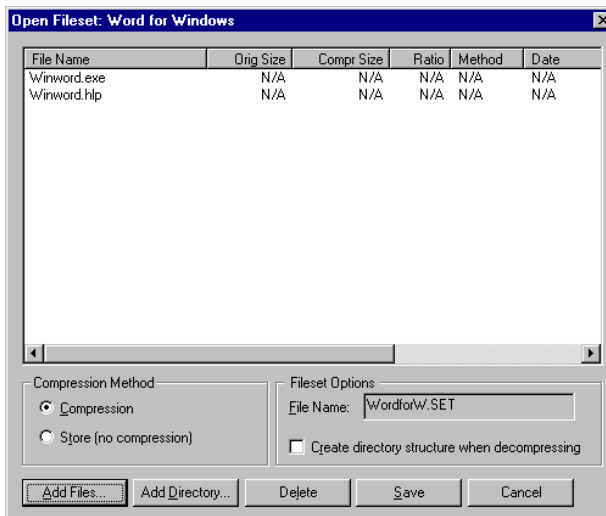 Open Fileset: Word for Windows
File Name Orig Size Compr Size Ratio Method Date
Winword.exe N/A N/A N/A N/A N/A
Winword.hlp N/A N/A N/A N/A N/A
Compression Method
Compression
Store (no compression)
Fileset Options
File Name: WordforW.SET
Create directory structure when decompressing
Add Files... Add Directory... Delete Save Cancel